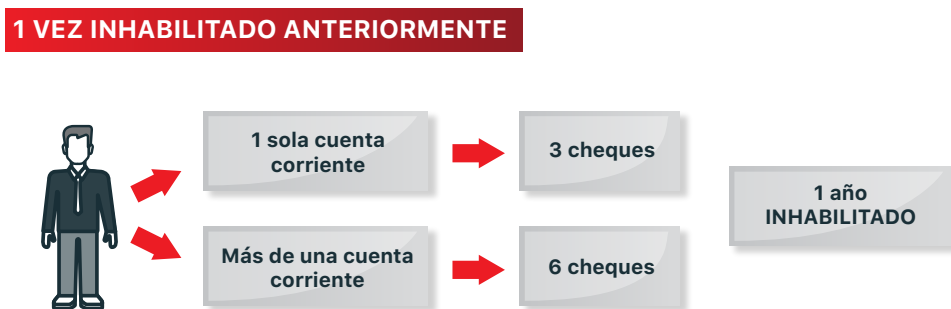 1 VEZ INHABILITADO ANTERIORMENTE
1 sola cuenta
corriente
3 cheques
Más de una cuenta
corriente
6 cheques
1 año
INHABILITADO